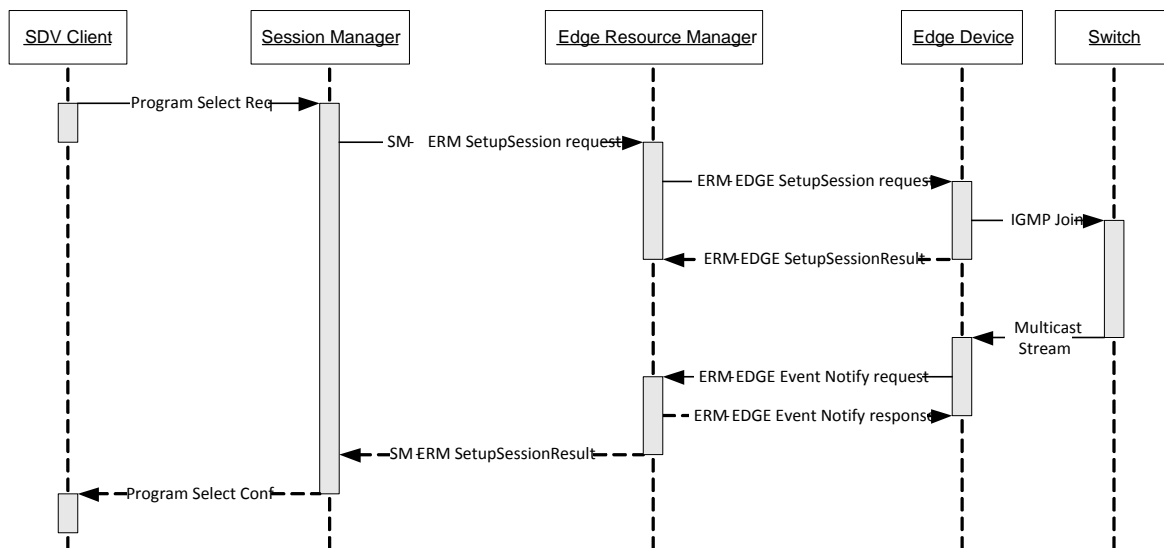 SDV Client
Session Manager
Edge Resource Manager
Edge Device
Switch
Program Select Req
SM- ERM SetupSession request
ERM-EDGE SetupSession request
IGMP Join
ERM-EDGE SetupSessionResult
Multicast
Stream
ERM-EDGE Event Notify request
ERM-EDGE Event Notify response
SM-ERM SetupSessionResult
Program Select Conf